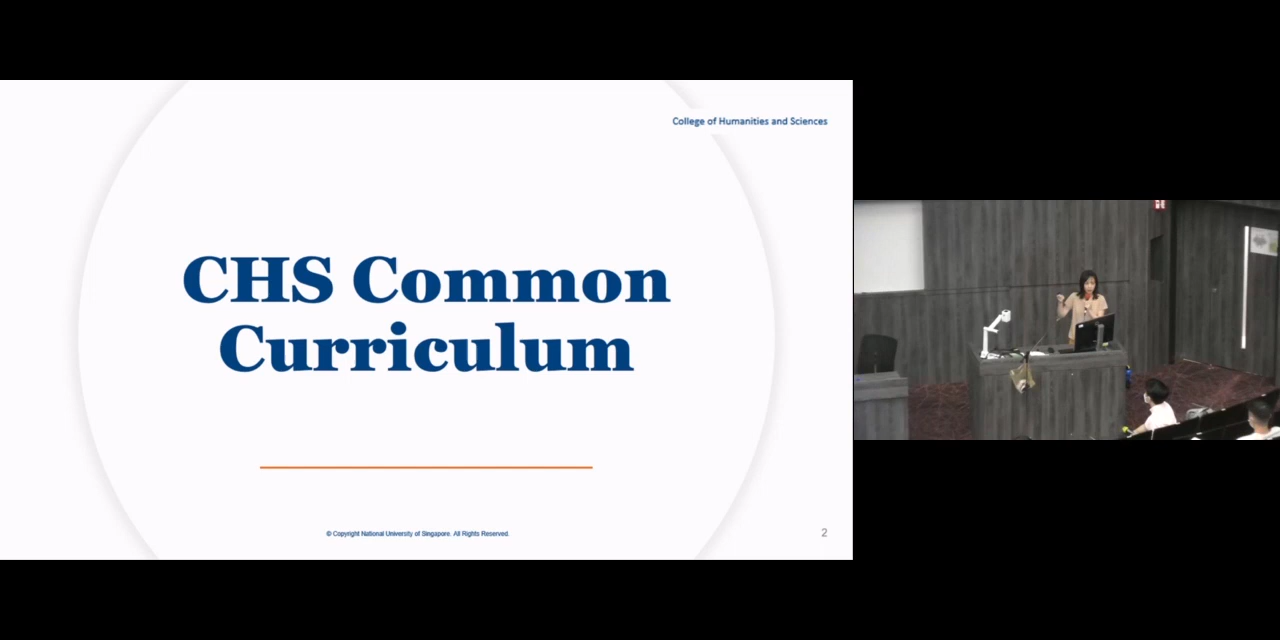 College of Humanities and Sciences
CHS Common
Curriculum
© Copyright National University of Singapore. All Rights Reserved.
2